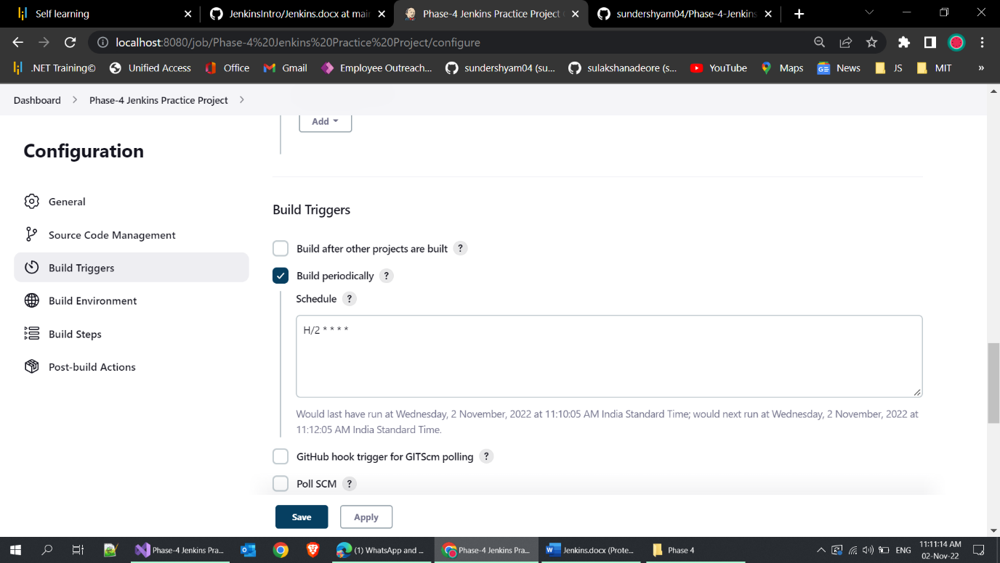 Self learning
JenkinsIntro/Jenkins.docx at mair
Phase-4 Jenkins Practice Project
sundershyam04/Phase-4-Jenkins
localhost:8080/job/Phase-4%20Jenkins%20Practice%20Project/configure
.NET Training©
Unified Access
Office
Gmail
Employee Outreach...
sundershyam04 (su...
sulakshanadeore (s...
YouTube
Maps
News
JS
MIT
»
Dashboard > Phase-4 Jenkins Practice Project >
Add
Configuration
General
Source Code Management
Build Triggers
Build Environment
Build Steps
Post-build Actions
Build Triggers
Build after other projects are built ?
Build periodically ?
Schedule ?
H/2 * * * *
Would last have run at Wednesday, 2 November, 2022 at 11:10:05 AM India Standard Time; would next run at Wednesday, 2 November, 2022 at
11:12:05 AM India Standard Time.
GitHub hook trigger for GITScm polling ?
Poll SCM ?
Save
Apply
Phase-4 Jenkins Pra...
(1) WhatsApp and ...
Phase-4 Jenkins Pra...
Jenkins.docx (Prote...
Phase 4
ENG
11:11:14 AM
02-Nov-22